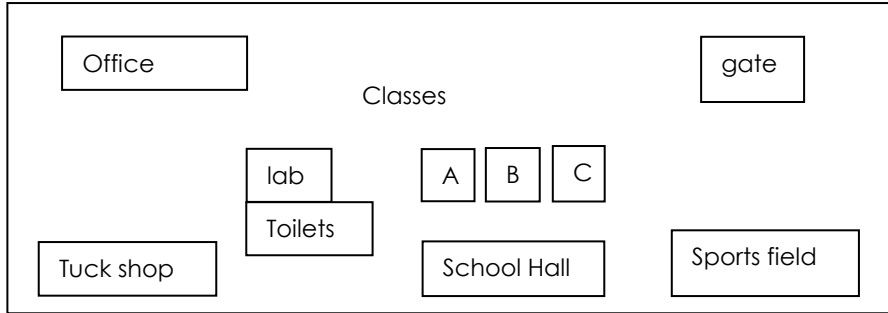 Office
gate
Classes
lab
A
B
C
Toilets
Tuck shop
School Hall
Sports field